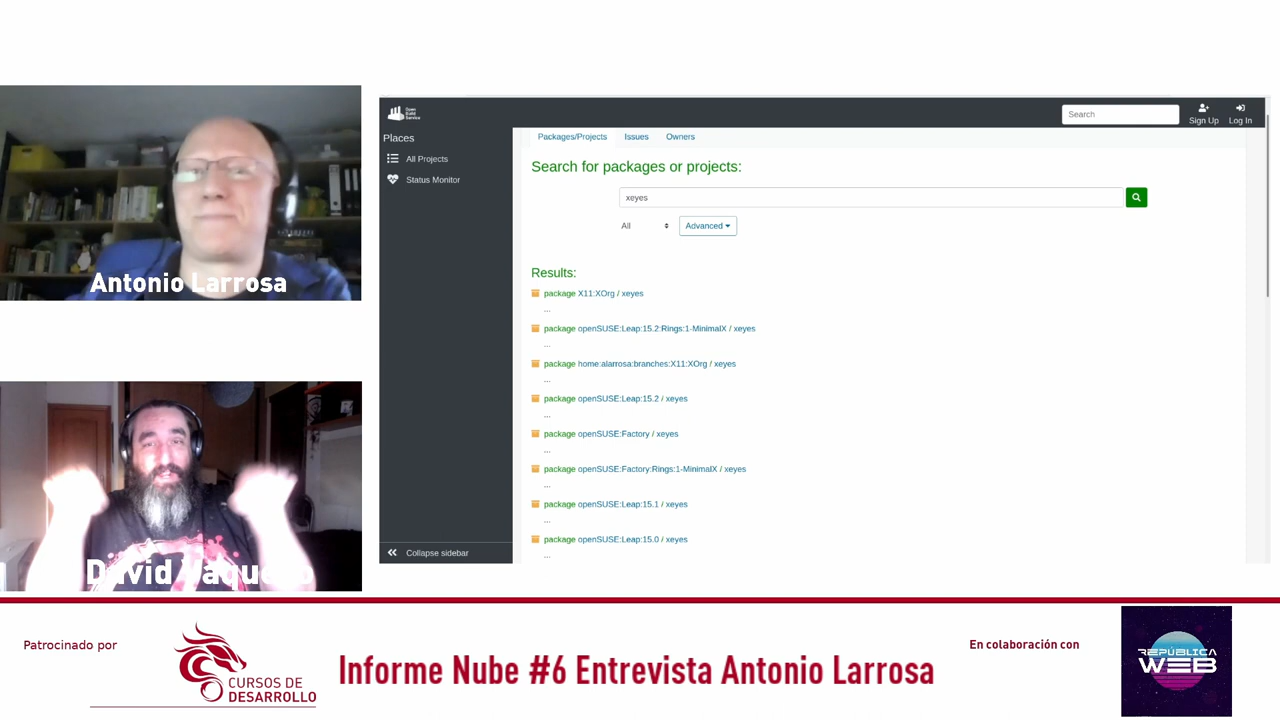 Antonio Larrosa
David Vaquero
Open Build Service
Search
Sign Up
Log In
Places
All Projects
Status Monitor
Collapse sidebar
Packages/Projects Issues Owners
Search for packages or projects:
xeyes
All
Advanced
Results:
package X11:XOrg / xeyes
...
package openSUSE:Leap:15.2:Rings:1-MinimalX / xeyes
...
package home:alarrosa:branches:X11:XOrg / xeyes
...
package openSUSE:Leap:15.2 / xeyes
...
package openSUSE:Factory / xeyes
...
package openSUSE:Factory:Rings:1-MinimalX / xeyes
...
package openSUSE:Leap:15.1 / xeyes
...
package openSUSE:Leap:15.0 / xeyes
...
Patrocinado por
CURSOS DE
DESARROLLO
Informe Nube #6 Entrevista Antonio Larrosa
En colaboración con
REPÚBLICA
WEB